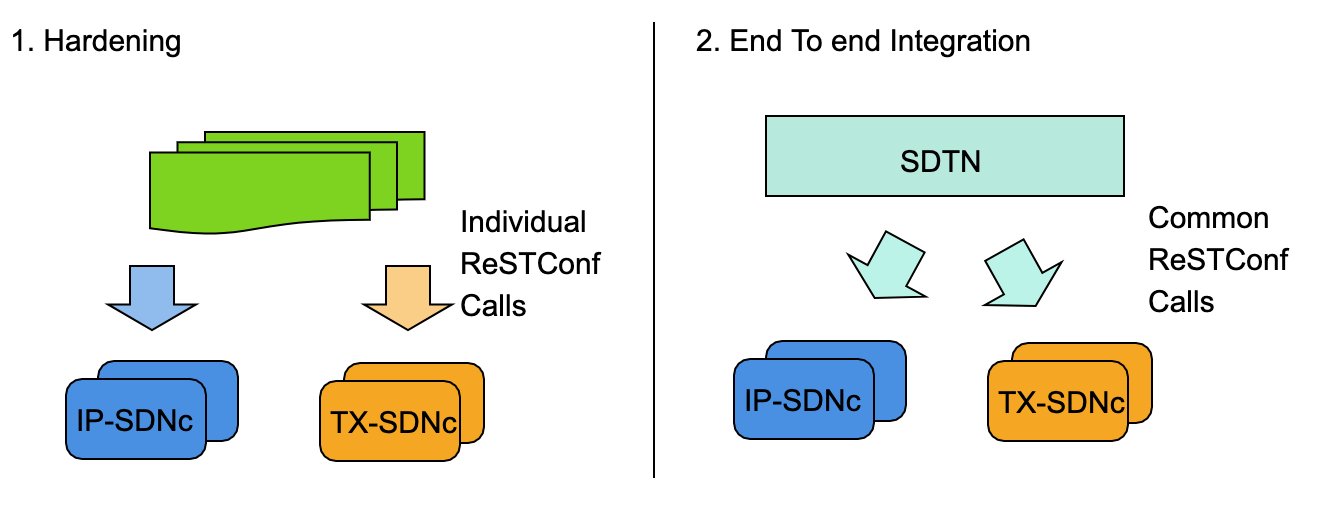 1. Hardening
Individual
ReSTConf
Calls
IP-SDNc
TX-SDNc
2. End To end Integration
SDTN
Common
ReSTConf
Calls
IP-SDNc
TX-SDNc